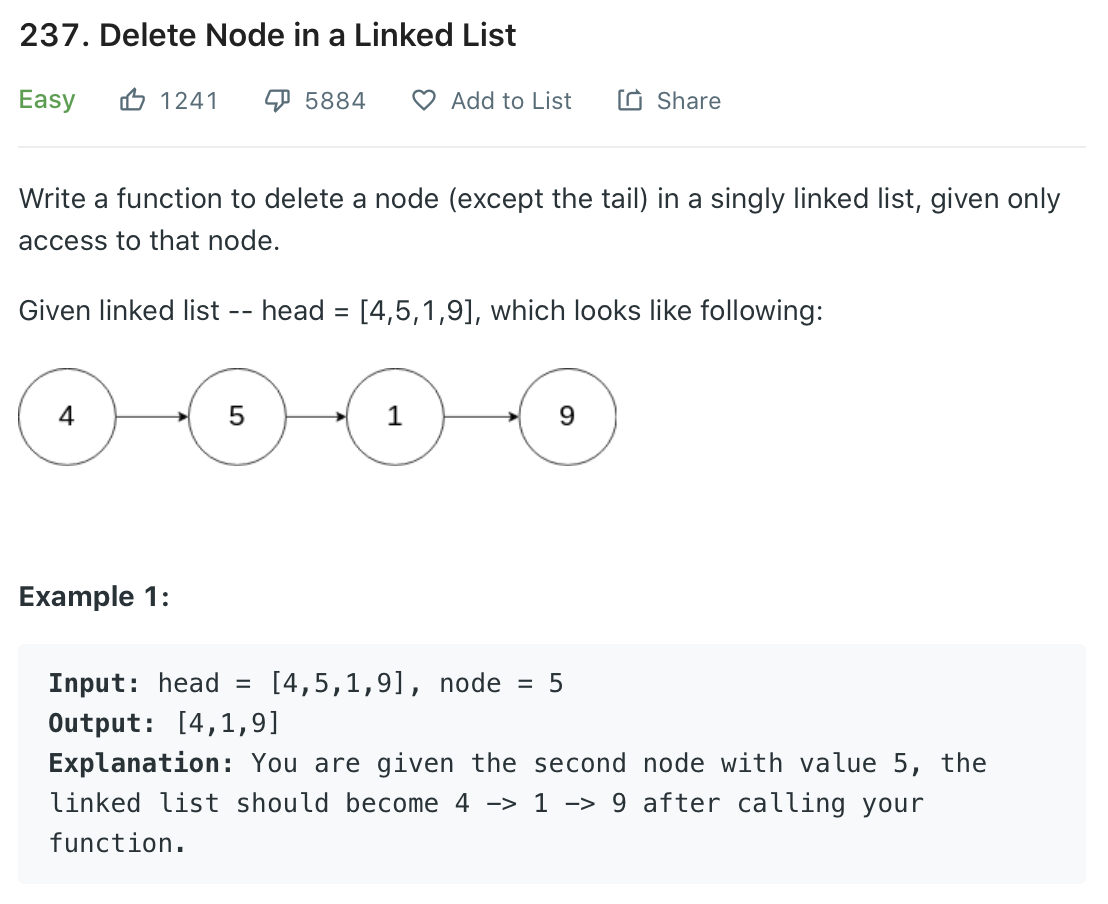 237. Delete Node in a Linked List
Easy 1241 5884 Add to List Share
Write a function to delete a node (except the tail) in a singly linked list, given only
access to that node.
Given linked list -- head = [4,5,1,9], which looks like following:
4 5 1 9
Example 1:
Input: head = [4,5,1,9], node = 5
Output: [4,1,9]
Explanation: You are given the second node with value 5, the
linked list should become 4 -> 1 -> 9 after calling your
function.